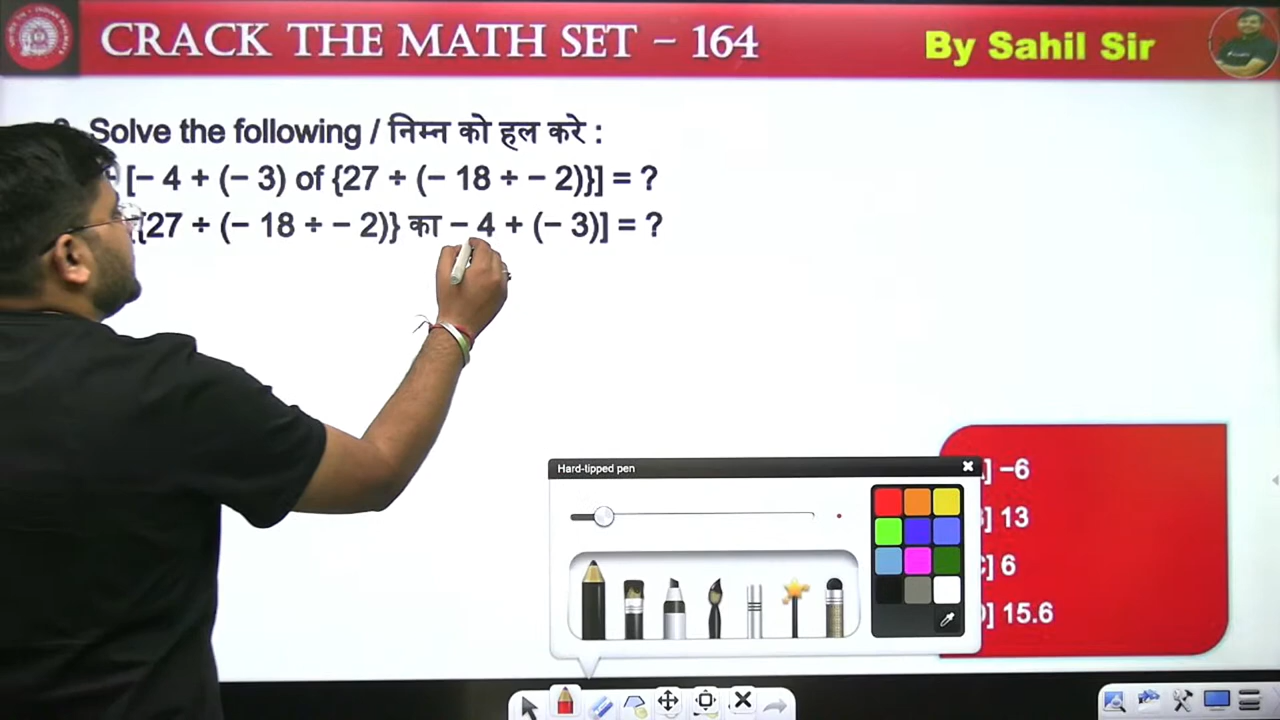 CRACK THE MATH SET – 164
By Sahil Sir
Solve the following / निम्न को हल करे :
[– 4 + (– 3) of {27 ÷ (– 18 ÷ – 2)}] = ?
{27 ÷ (– 18 ÷ – 2)} का – 4 + (– 3)] = ?
Hard-tipped pen
] –6
] 13
] 6
] 15.6